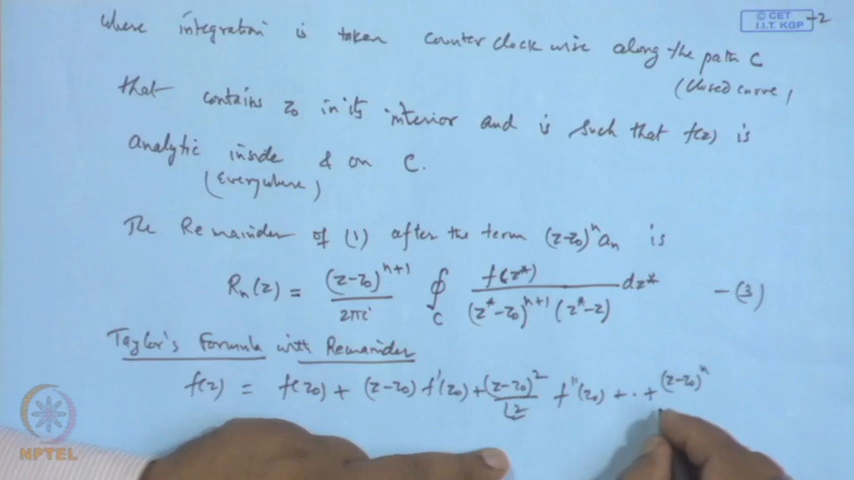 © CET
I.I.T. KGP
-2
Where integration is taken counter clock wise along the path C
(closed curve)
that contains z₀ in its interior and is such that f(z) is
analytic inside & on C.
(Everywhere)
The Remainder of (1) after the term (z-z₀)ⁿ aₙ is
Rₙ(z) = (z-z₀)ⁿ⁺¹ / 2πi ∮_C f(z*) / (z*-z₀)ⁿ⁺¹ (z*-z) dz* —(3)
Taylor's Formula with Remainder
f(z) = f(z₀) + (z-z₀) f'(z₀) + (z-z₀)² / ⌊2 f''(z₀) + ·· + (z-z₀)ⁿ
NPTEL